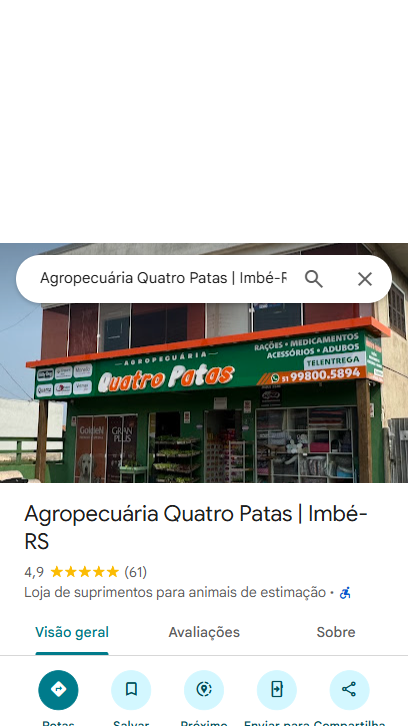 Agropecuária Quatro Patas | Imbé-R
AGROPECUÁRIA
Quatro Patas
RAÇÕES • MEDICAMENTOS
ACESSÓRIOS • ADUBOS
TELENTREGA
51 99800.5894
GoldeN
GRAN
PLUS
Agropecuária Quatro Patas | Imbé-
RS
4,9 (61)
Loja de suprimentos para animais de estimação •
Visão geral Avaliações Sobre
Rotas Salvar Próximo Enviar para Compartilha